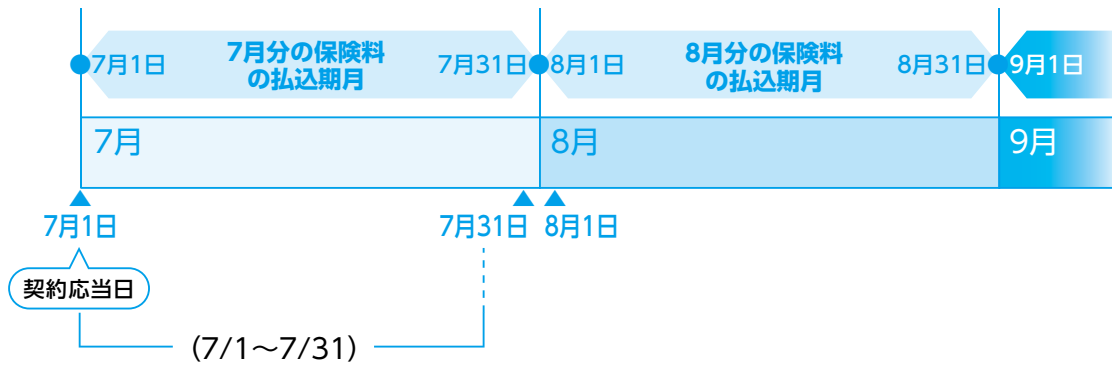 7月1日
7月分の保険料
の払込期月
7月31日
8月1日
8月分の保険料
の払込期月
8月31日
9月1日
7月
8月
9月
7月1日
7月31日
8月1日
契約応当日
(7/1～7/31)